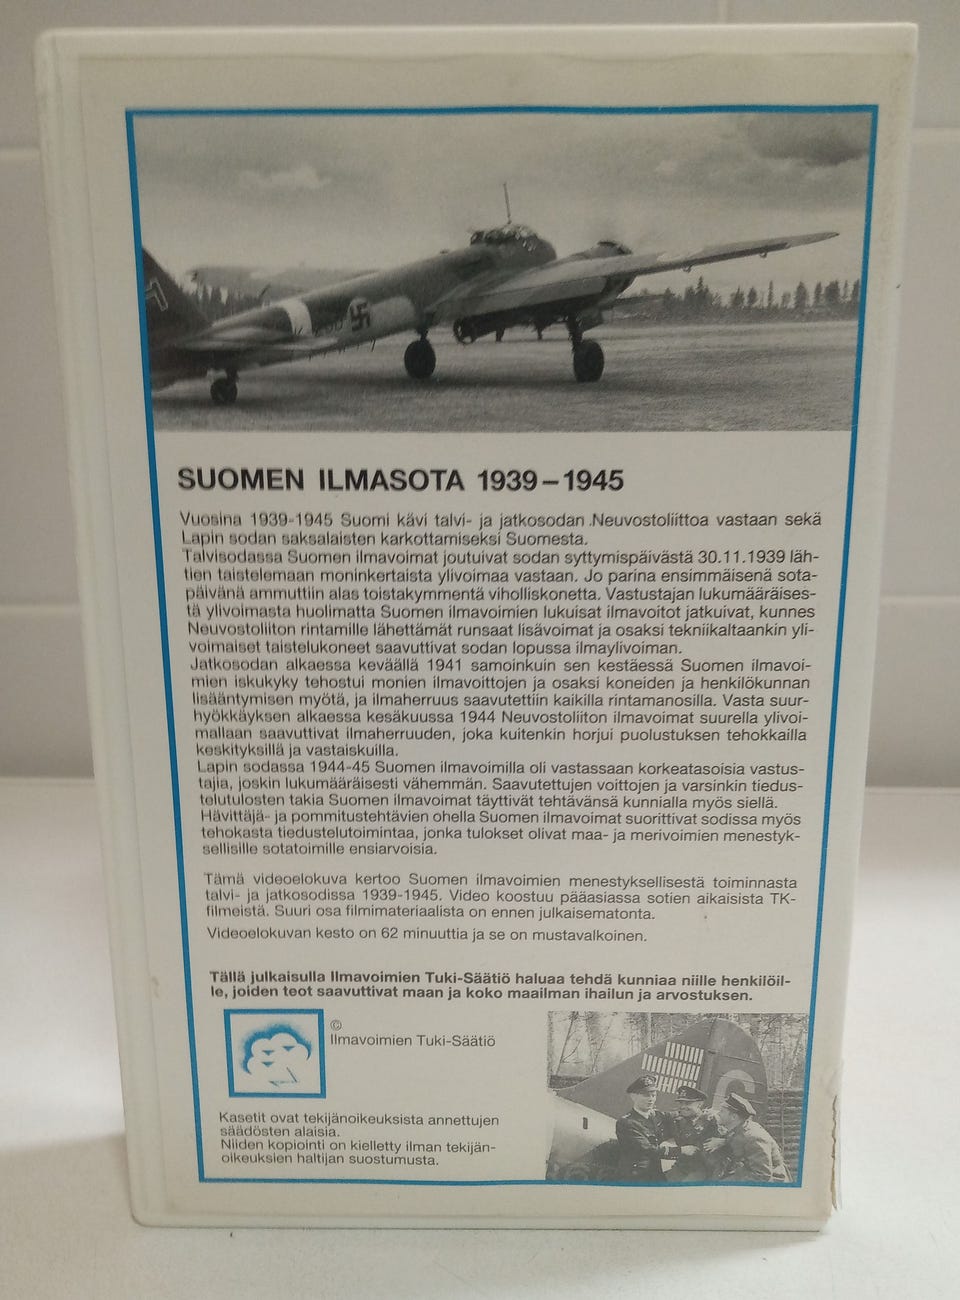 SUOMEN ILMASOTA 1939–1945
Vuosina 1939-1945 Suomi kävi talvi- ja jatkosodan Neuvostoliittoa vastaan sekä
Lapin sodan saksalaisten karkottamiseksi Suomesta.
Talvisodassa Suomen ilmavoimat joutuivat sodan syttymispäivästä 30.11.1939 läh-
tien taistelemaan moninkertaista ylivoimaa vastaan. Jo parina ensimmäisenä sota-
päivänä ammuttiin alas toistakymmentä vihollisk­onetta. Vastustajan lukumääräises-
tä ylivoimasta huolimatta Suomen ilmavoimien lukuisat ilmavoitot jatkuivat, kunnes
Neuvostoliiton rintamille lähettämät runsaat lisävoimat ja osaksi tekniikaltaankin yli-
voimaiset taistelukoneet saavuttivat sodan lopussa ilmaylivoiman.
Jatkosodan alkaessa keväällä 1941 samoinkuin sen kestäessä Suomen ilmavoi-
mien iskukyky tehostui monien ilmavoittojen ja osaksi koneiden ja henkilökunnan
lisääntymisen myötä, ja ilmaherruus saavutettiin kaikilla rintamanosilla. Vasta suur-
hyökkäyksen alkaessa kesäkuussa 1944 Neuvostoliiton ilmavoimat suurella ylivoi-
mallaan saavuttivat ilmaherruuden, joka kuitenkin horjui puolustuksen tehokkailla
keskityksillä ja vastaiskuilla.
Lapin sodassa 1944-45 Suomen ilmavoimilla oli vastassaan korkeatasoisia vastus-
tajia, joskin lukumääräisesti vähemmän. Saavutettujen voittojen ja varsinkin tiedus-
telutulosten takia Suomen ilmavoimat täyttivät tehtävänsä kunnialla myös siellä.
Hävittäjä- ja pommitustehtävien ohella Suomen ilmavoimat suorittivat sodissa myös
tehokasta tiedustelutoimintaa, jonka tulokset olivat maa- ja merivoimien menestyk-
sellisille sotatoimille ensiarvoisia.
Tämä videoelokuva kertoo Suomen ilmavoimien menestyksellisestä toiminnasta
talvi- ja jatkosodissa 1939-1945. Video koostuu pääasiassa sotien aikaisista TK-
filmeistä. Suuri osa filmimateriaalista on ennen julkaisematonta.
Videoelokuvan kesto on 62 minuuttia ja se on mustavalkoinen.
Tällä julkaisulla Ilmavoimien Tuki-Säätiö haluaa tehdä kunniaa niille henkilöil-
le, joiden teot saavuttivat maan ja koko maailman ihailun ja arvostuksen.
©
Ilmavoimien Tuki-Säätiö
Kasetit ovat tekijänoikeuksista annettujen
säädösten alaisia.
Niiden kopiointi on kielletty ilman tekijän-
oikeuksien haltijan suostumusta.